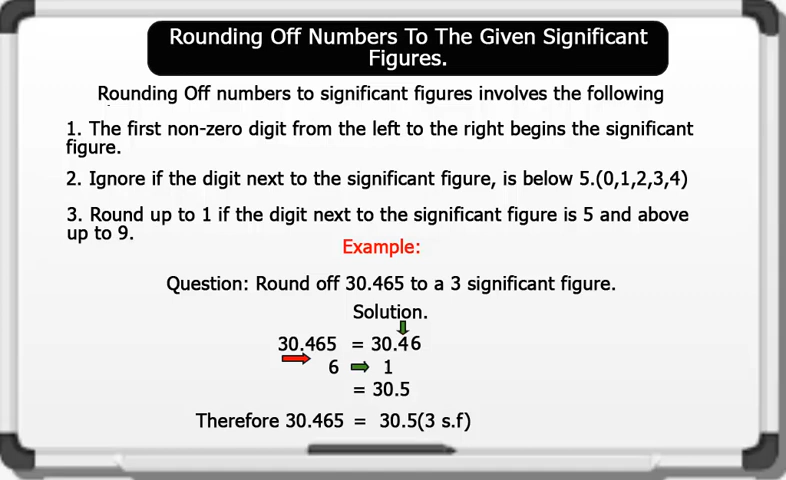 Rounding Off Numbers To The Given Significant
Figures.
Rounding Off numbers to significant figures involves the following
1. The first non-zero digit from the left to the right begins the significant
figure.
2. Ignore if the digit next to the significant figure, is below 5.(0,1,2,3,4)
3. Round up to 1 if the digit next to the significant figure is 5 and above
up to 9.
Example:
Question: Round off 30.465 to a 3 significant figure.
Solution.
30.465 = 30.46
6 1
= 30.5
Therefore 30.465 = 30.5(3 s.f)